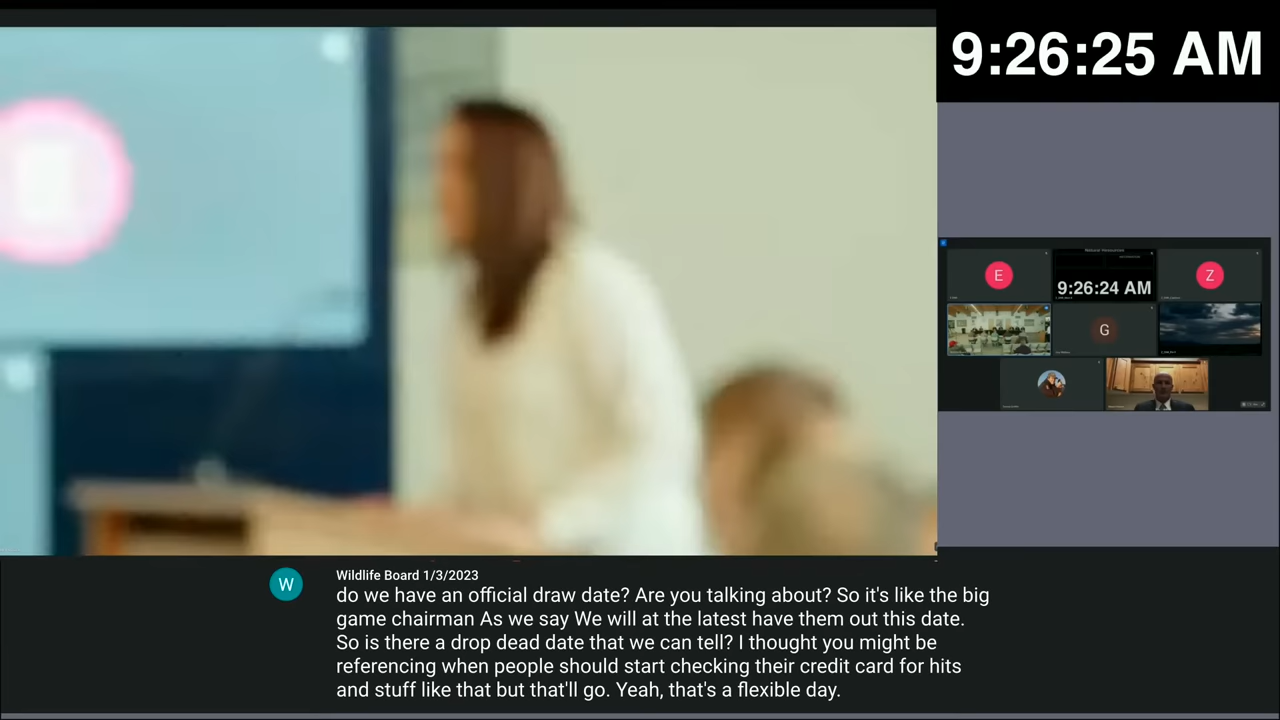 9:26:25 AM
E
9:26:24 AM
Z
G
W
Wildlife Board 1/3/2023
do we have an official draw date? Are you talking about? So it's like the big
game chairman As we say We will at the latest have them out this date.
So is there a drop dead date that we can tell? I thought you might be
referencing when people should start checking their credit card for hits
and stuff like that but that'll go. Yeah, that's a flexible day.